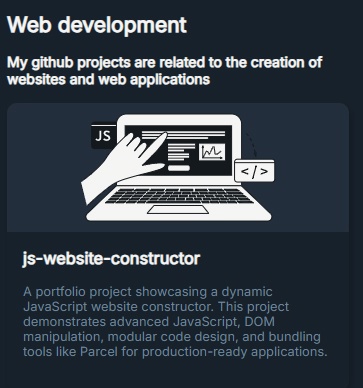 Web development
My github projects are related to the creation of
websites and web applications
JS
</>
js-website-constructor
A portfolio project showcasing a dynamic
JavaScript website constructor. This project
demonstrates advanced JavaScript, DOM
manipulation, modular code design, and bundling
tools like Parcel for production-ready applications.